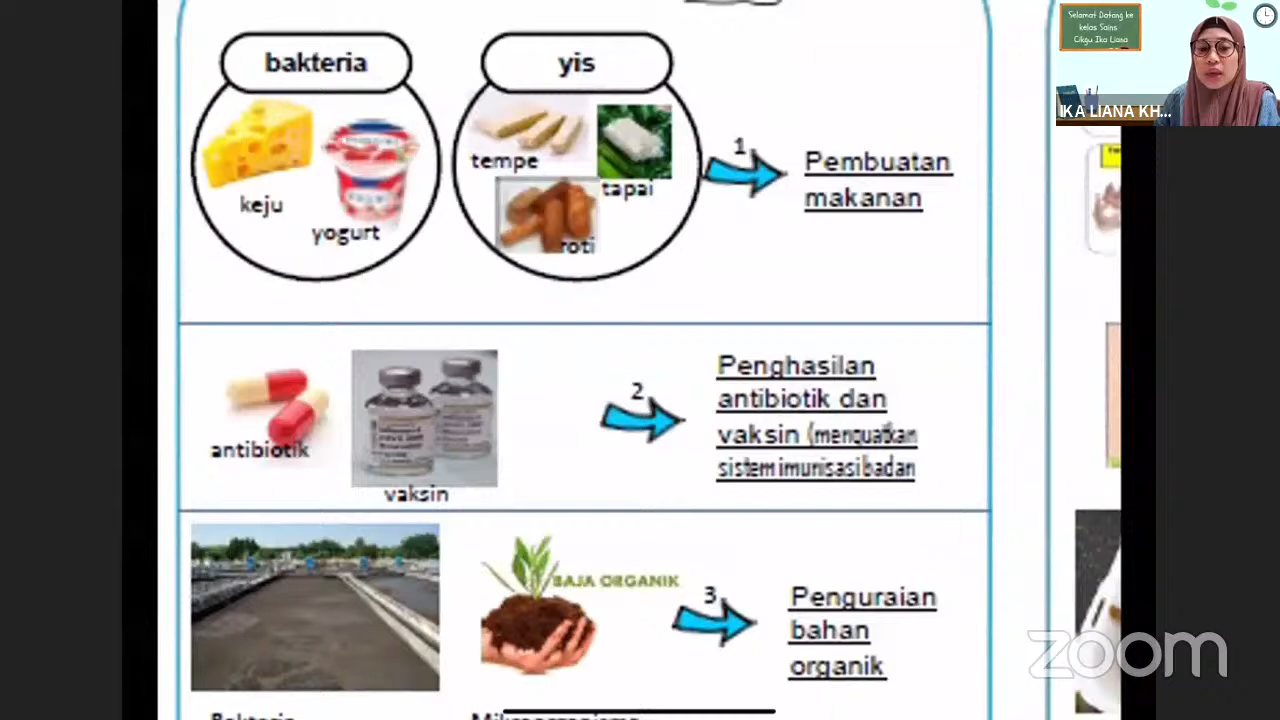 bakteria
yis
keju
yogurt
tempe
tapai
roti
1
Pembuatan
makanan
antibiotik
vaksin
2
Penghasilan
antibiotik dan
vaksin (menguatkan
sistem imunisasi badan
BAJA ORGANIK
3
Penguraian
bahan
organik
Bakteria
Mikroorganisma
Selamat Datang ke
kelas Sains
Cikgu Ika Liana
IKA LIANA KH...
zoom